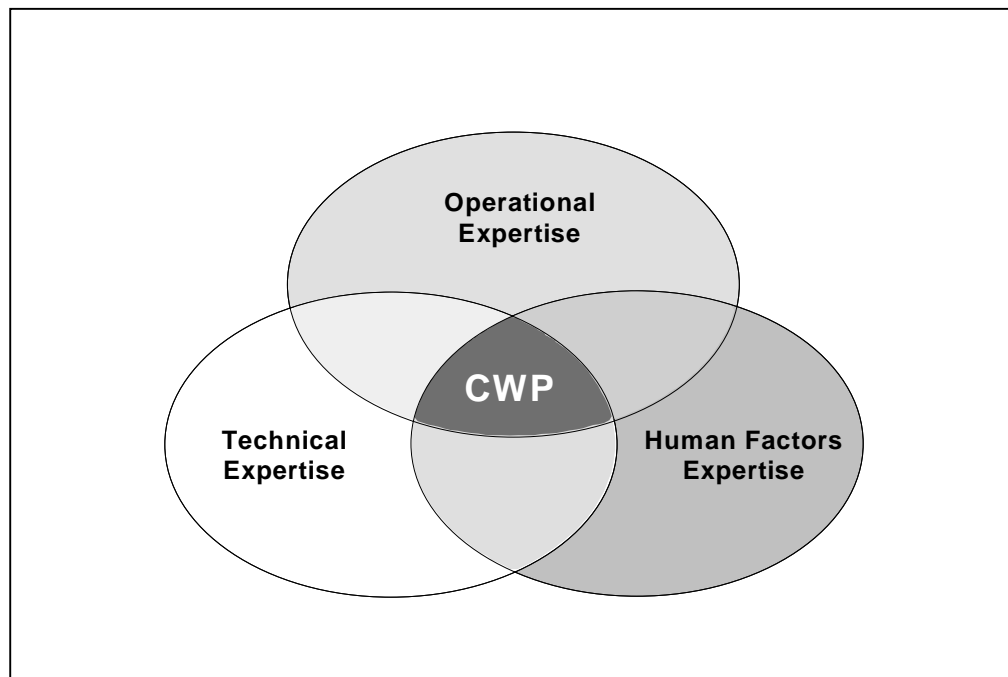 Operational
Expertise
CWP
Technical
Expertise
Human Factors
Expertise